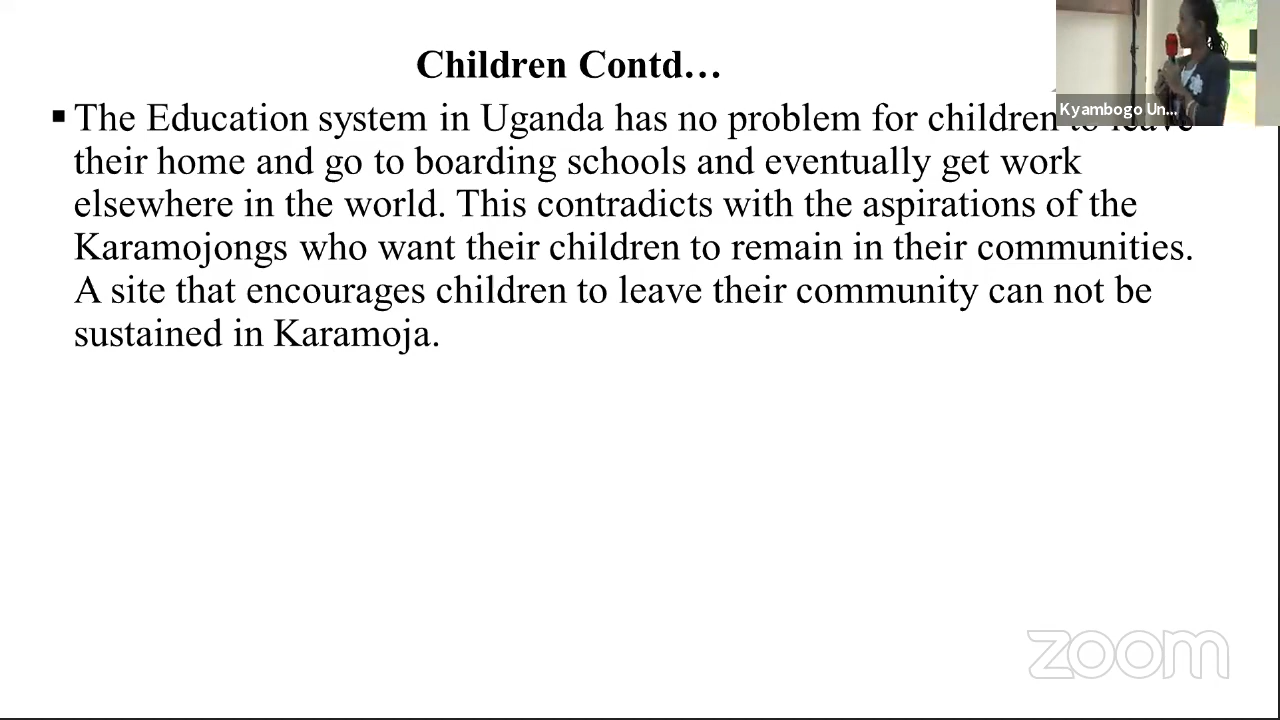 Children Contd…
Kyambogo Un...
▪ The Education system in Uganda has no problem for children to leave
their home and go to boarding schools and eventually get work
elsewhere in the world. This contradicts with the aspirations of the
Karamojongs who want their children to remain in their communities.
A site that encourages children to leave their community can not be
sustained in Karamoja.
zoom